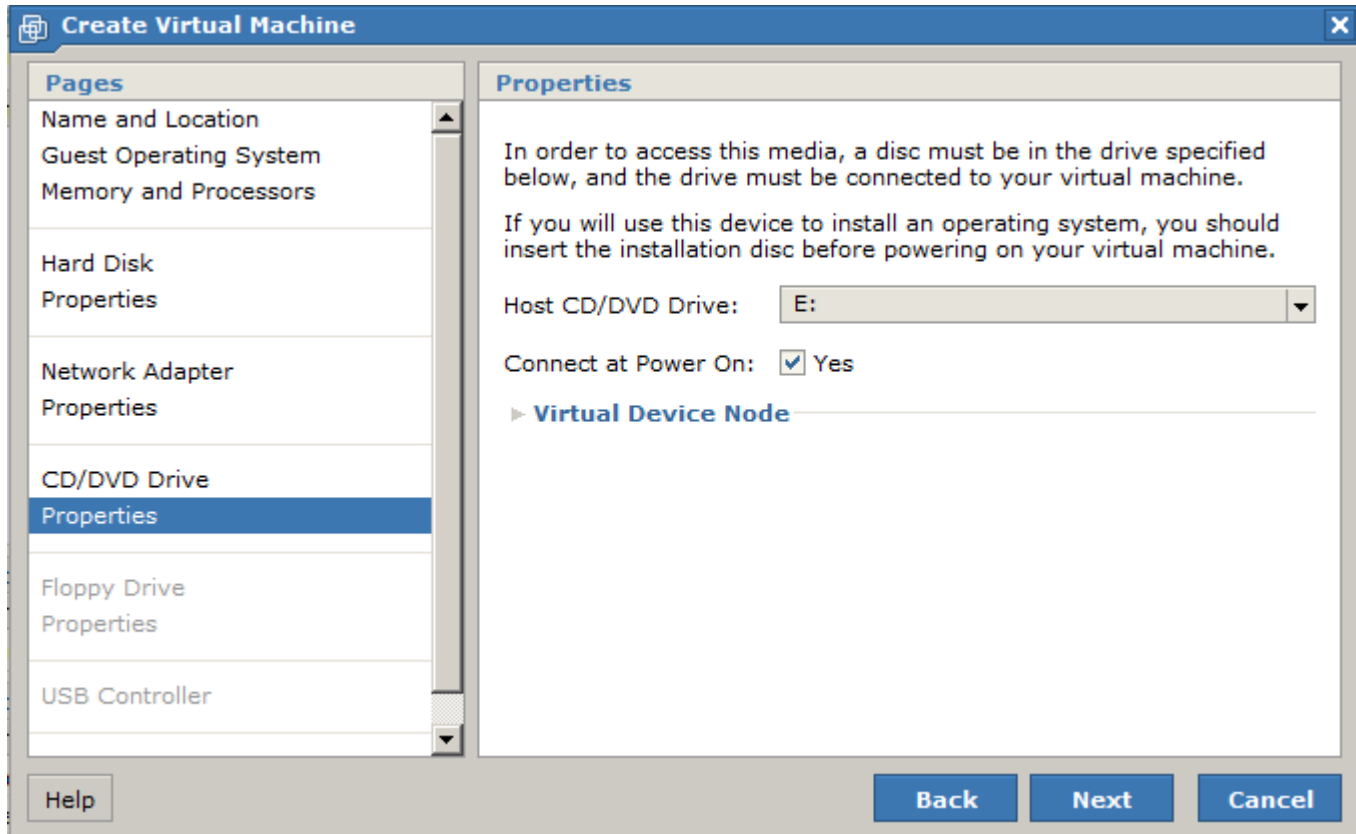 Create Virtual Machine
Pages
Name and Location
Guest Operating System
Memory and Processors
Hard Disk
Properties
Network Adapter
Properties
CD/DVD Drive
Properties
Floppy Drive
Properties
USB Controller
Properties
In order to access this media, a disc must be in the drive specified
below, and the drive must be connected to your virtual machine.
If you will use this device to install an operating system, you should
insert the installation disc before powering on your virtual machine.
Host CD/DVD Drive: E:
Connect at Power On: Yes
Virtual Device Node
Help
Back
Next
Cancel